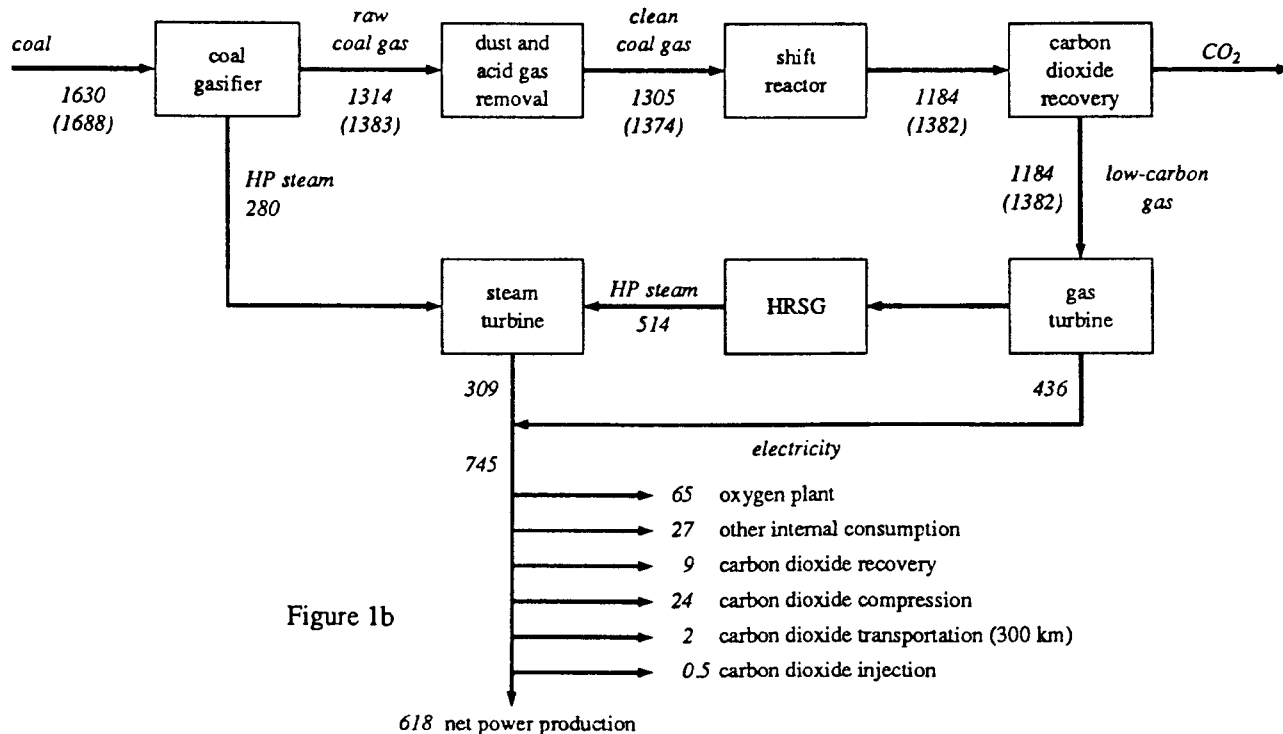 coal
1630
(1688)
coal
gasifier
raw
coal gas
1314
(1383)
dust and
acid gas
removal
clean
coal gas
1305
(1374)
shift
reactor
1184
(1382)
carbon
dioxide
recovery
CO2
HP steam
280
1184
(1382)
low-carbon
gas
steam
turbine
HP steam
514
HRSG
gas
turbine
309
436
electricity
745
65 oxygen plant
27 other internal consumption
9 carbon dioxide recovery
24 carbon dioxide compression
2 carbon dioxide transportation (300 km)
0.5 carbon dioxide injection
Figure 1b
618 net power production